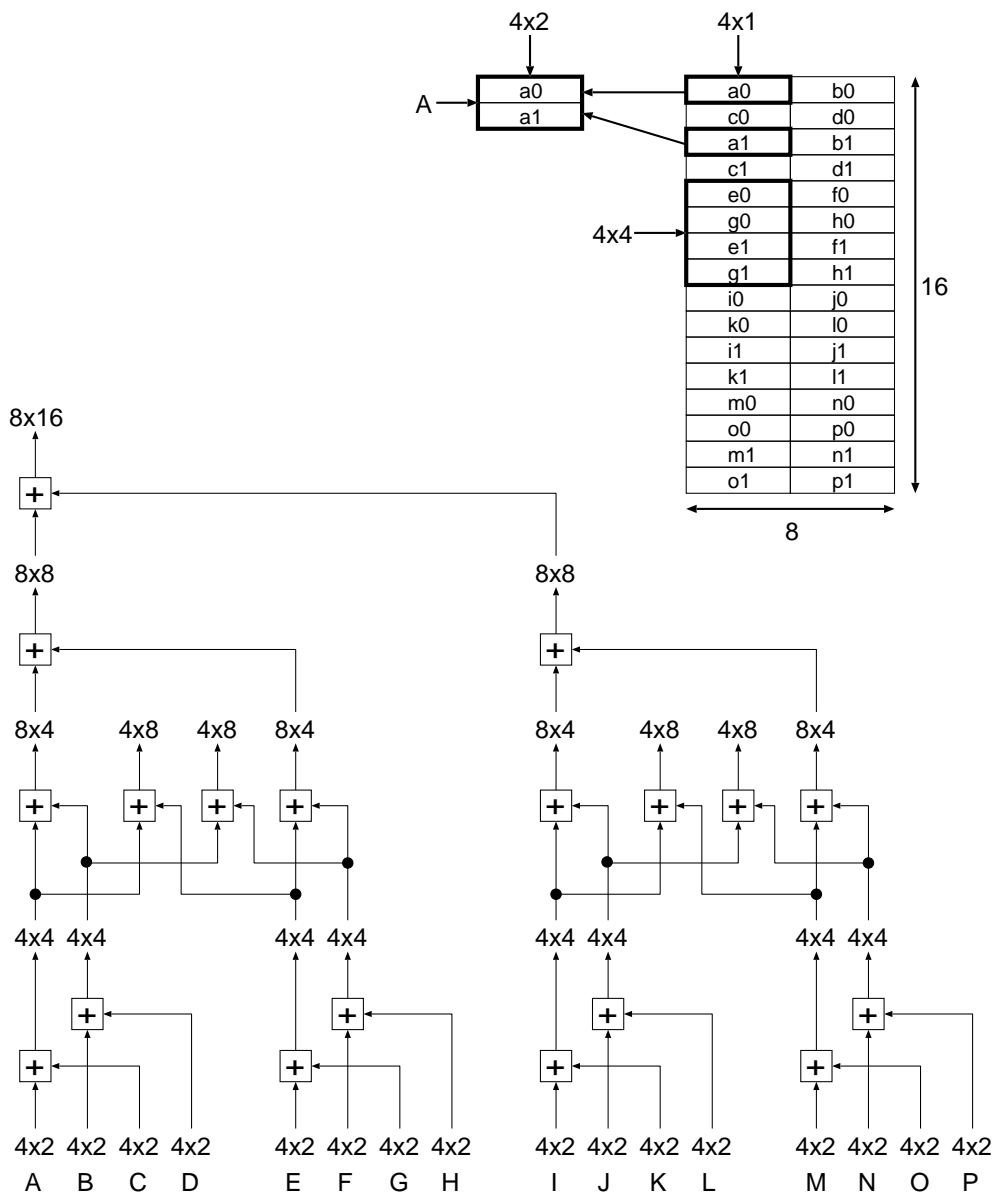 4x2 4x1
A a0 a0 b0
a1 c0 d0
a1 b1
c1 d1
e0 f0
4x4 g0 h0
e1 f1
g1 h1
i0 j0 16
k0 l0
i1 j1
k1 l1
m0 n0
8x16 o0 p0
m1 n1
+ o1 p1
8
8x8 8x8
+ +
8x4 4x8 4x8 8x4 8x4 4x8 4x8 8x4
+ + + + + + + +
4x4 4x4 4x4 4x4 4x4 4x4 4x4 4x4
+ + + +
+ + + +
4x2 4x2 4x2 4x2 4x2 4x2 4x2 4x2 4x2 4x2 4x2 4x2 4x2 4x2 4x2 4x2
A B C D E F G H I J K L M N O P